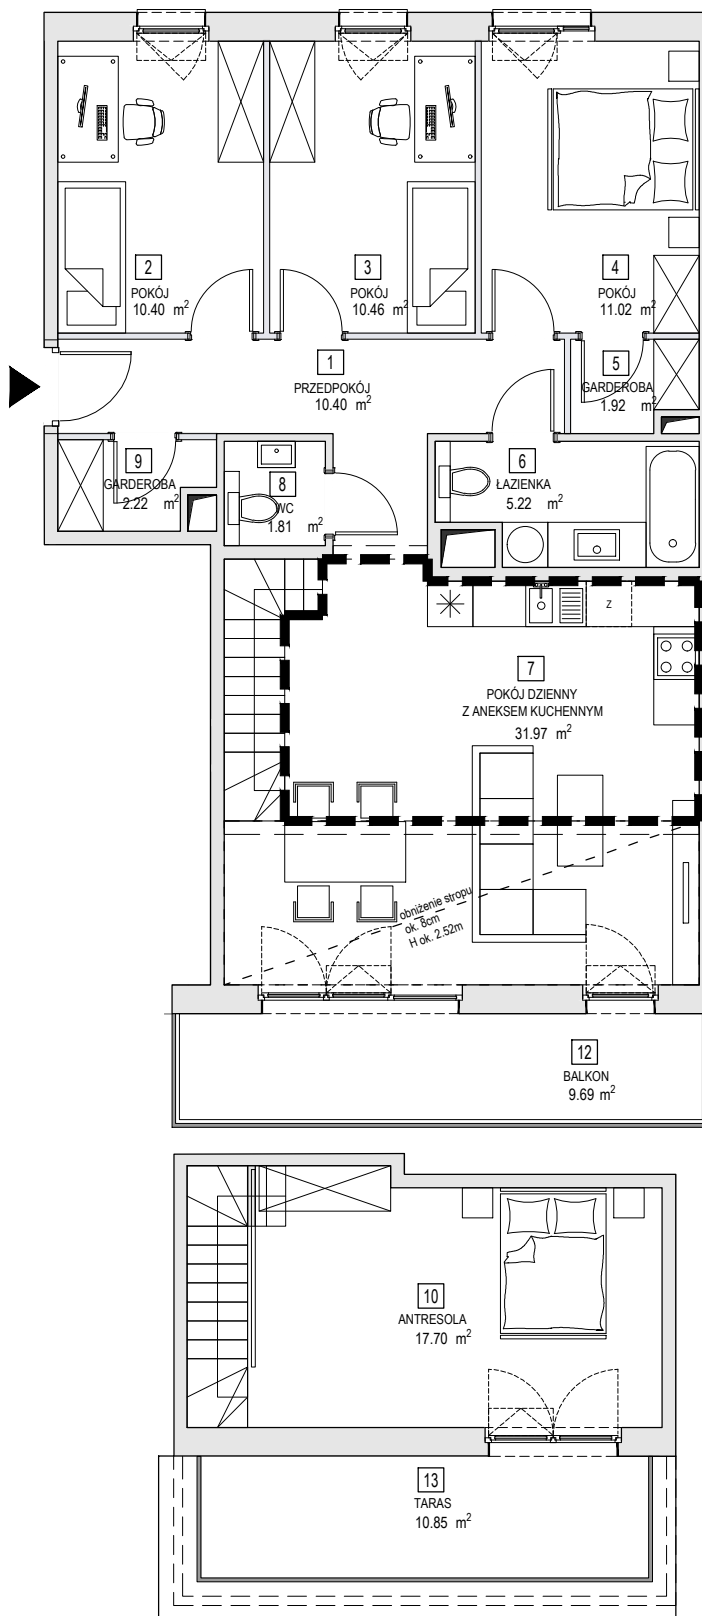 2
POKÓJ
10.40 m²
3
POKÓJ
10.46 m²
4
POKÓJ
11.02 m²
1
PRZEDPOKÓJ
10.40 m²
5
GARDEROBA
1.92 m²
9
GARDEROBA
2.22 m²
8
WC
1.81 m²
6
ŁAZIENKA
5.22 m²
Z
7
POKÓJ DZIENNY
Z ANEKSEM KUCHENNYM
31.97 m²
obniżenie stropu
ok. 8cm
H ok. 2.52m
12
BALKON
9.69 m²
10
ANTRESOLA
17.70 m²
13
TARAS
10.85 m²